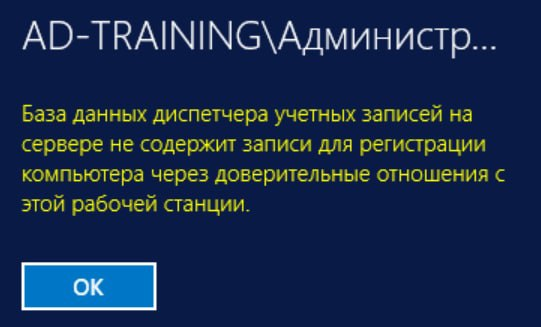 AD-TRAINING\Администр...
База данных диспетчера учетных записей на
сервере не содержит записи для регистрации
компьютера через доверительные отношения с
этой рабочей станции.
ОК